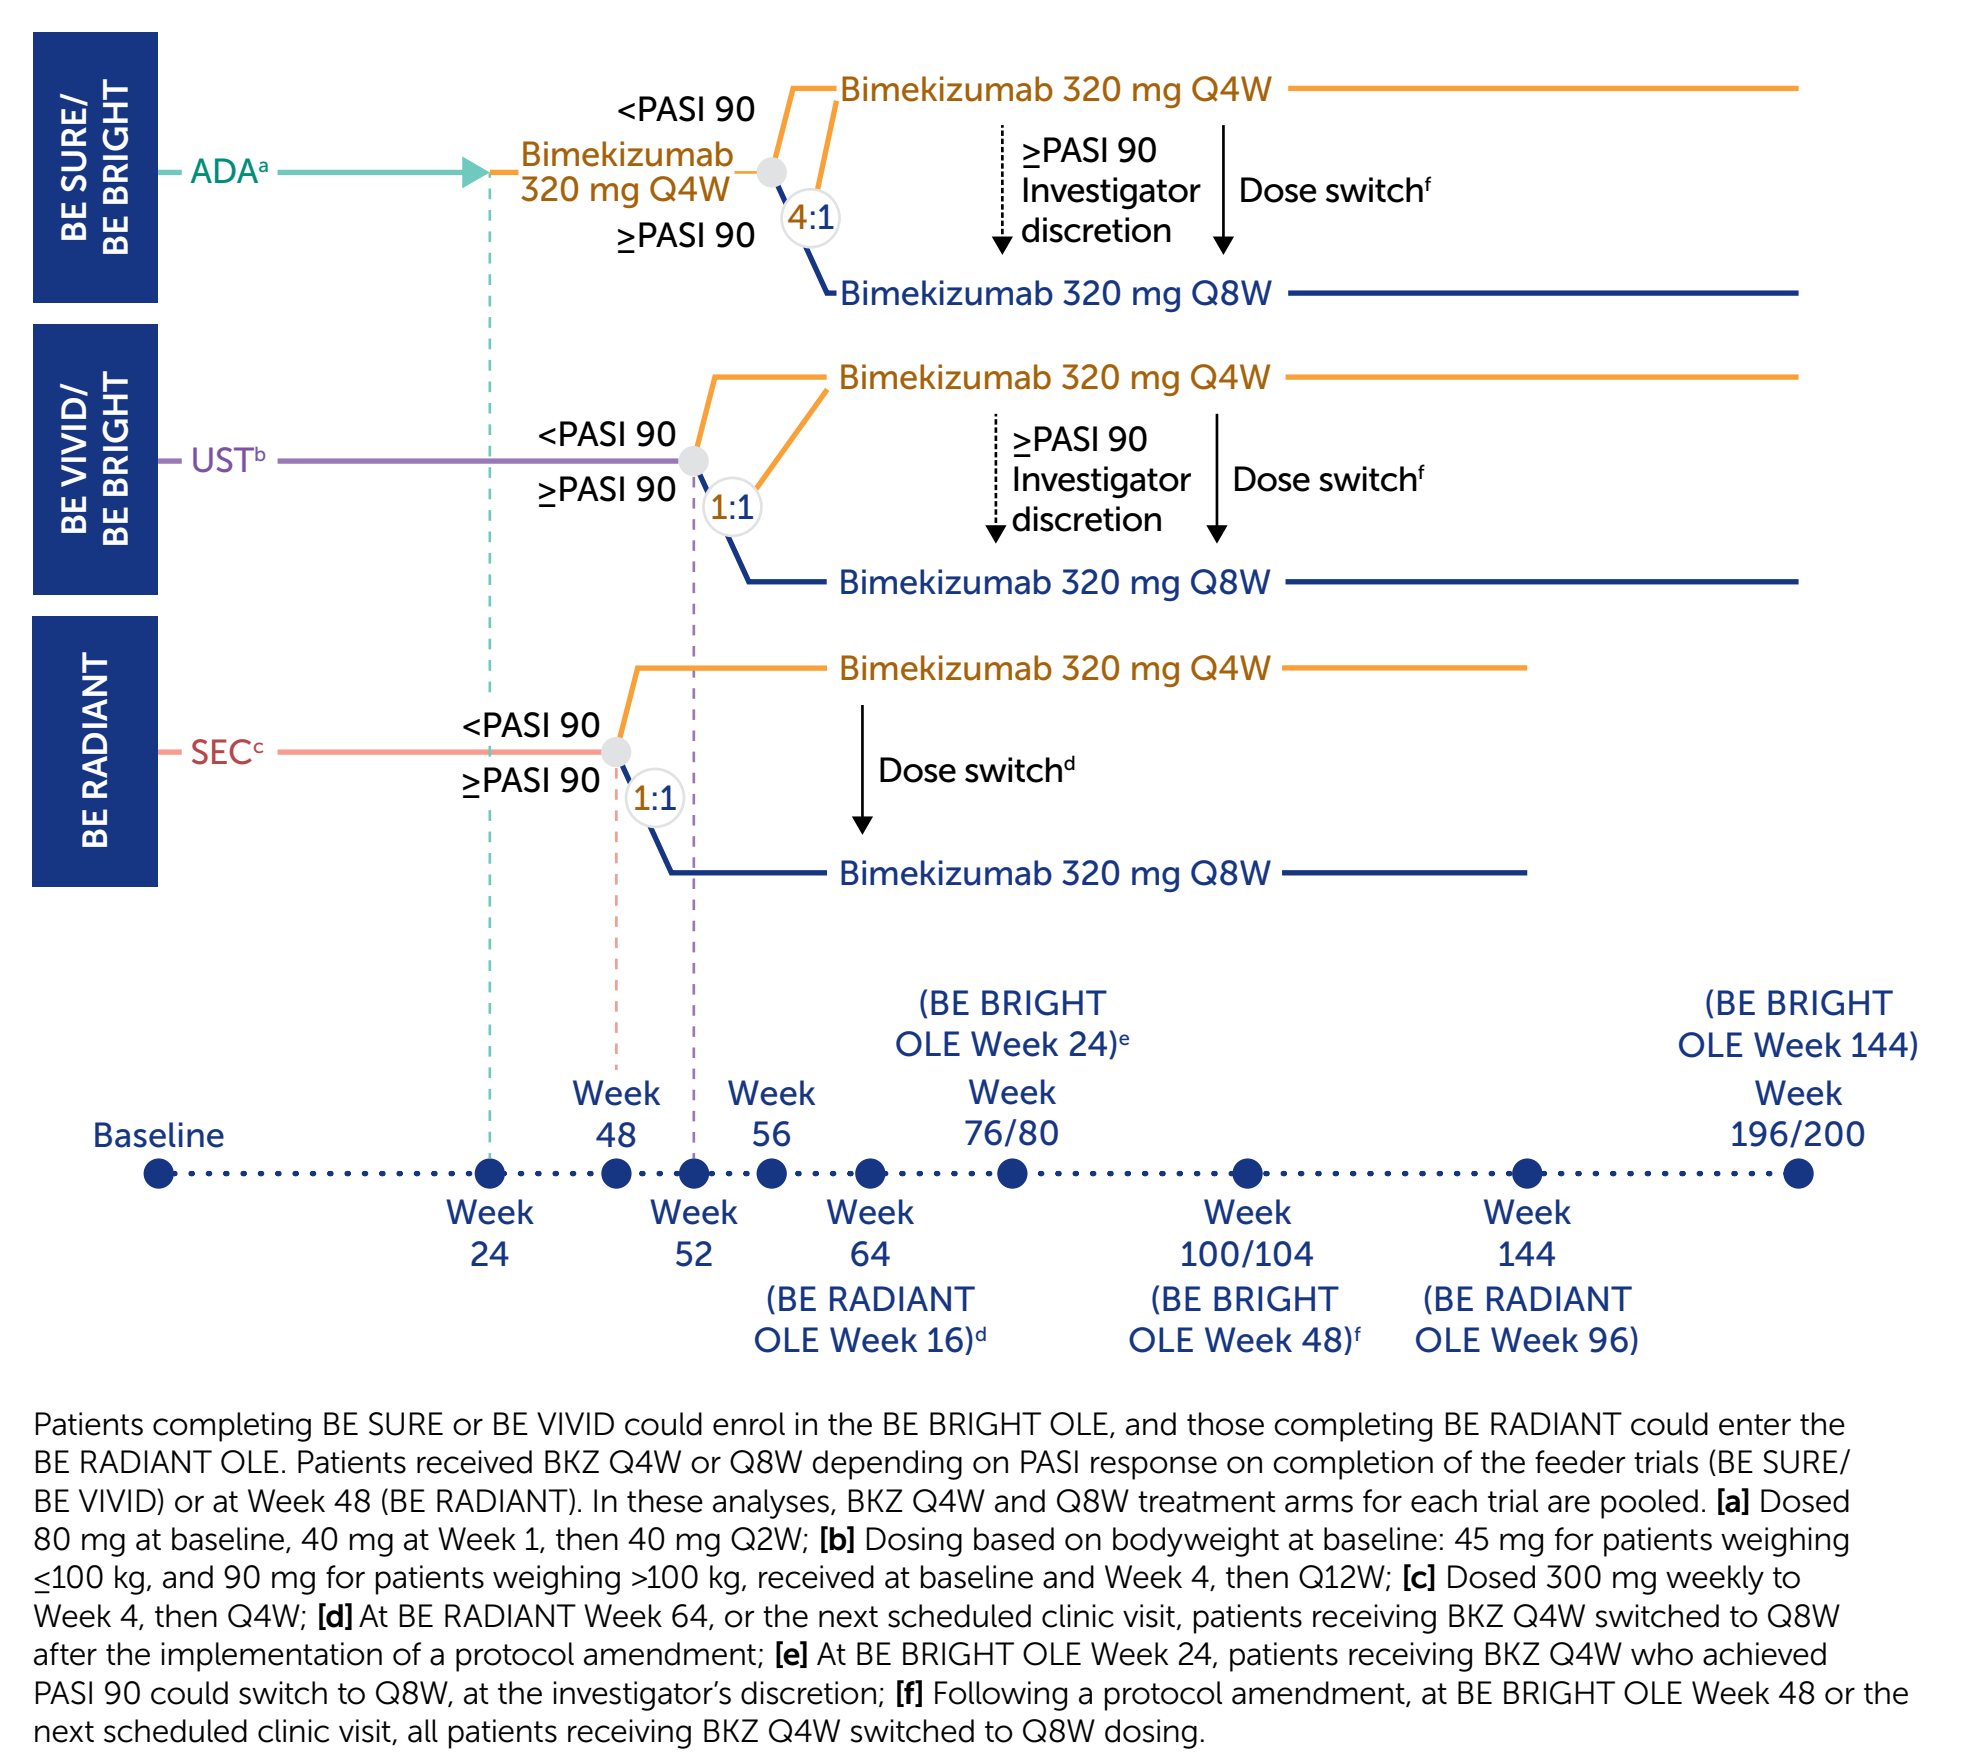 BE SURE/
BE BRIGHT
ADAᵃ
Bimekizumab
320 mg Q4W
<PASI 90
≥PASI 90
4:1
Bimekizumab 320 mg Q4W
≥PASI 90
Investigator
discretion
Dose switchᶠ
Bimekizumab 320 mg Q8W
BE VIVID/
BE BRIGHT
USTᵇ
<PASI 90
≥PASI 90
1:1
Bimekizumab 320 mg Q4W
≥PASI 90
Investigator
discretion
Dose switchᶠ
Bimekizumab 320 mg Q8W
BE RADIANT
SECᶜ
<PASI 90
≥PASI 90
1:1
Bimekizumab 320 mg Q4W
Dose switchᵈ
Bimekizumab 320 mg Q8W
Baseline
Week
24
Week
48
Week
52
Week
56
Week
64
(BE RADIANT
OLE Week 16)ᵈ
(BE BRIGHT
OLE Week 24)ᵉ
Week
76/80
Week
100/104
(BE BRIGHT
OLE Week 48)ᶠ
Week
144
(BE RADIANT
OLE Week 96)
(BE BRIGHT
OLE Week 144)
Week
196/200
Patients completing BE SURE or BE VIVID could enrol in the BE BRIGHT OLE, and those completing BE RADIANT could enter the
BE RADIANT OLE. Patients received BKZ Q4W or Q8W depending on PASI response on completion of the feeder trials (BE SURE/
BE VIVID) or at Week 48 (BE RADIANT). In these analyses, BKZ Q4W and Q8W treatment arms for each trial are pooled. [a] Dosed
80 mg at baseline, 40 mg at Week 1, then 40 mg Q2W; [b] Dosing based on bodyweight at baseline: 45 mg for patients weighing
≤100 kg, and 90 mg for patients weighing >100 kg, received at baseline and Week 4, then Q12W; [c] Dosed 300 mg weekly to
Week 4, then Q4W; [d] At BE RADIANT Week 64, or the next scheduled clinic visit, patients receiving BKZ Q4W switched to Q8W
after the implementation of a protocol amendment; [e] At BE BRIGHT OLE Week 24, patients receiving BKZ Q4W who achieved
PASI 90 could switch to Q8W, at the investigator's discretion; [f] Following a protocol amendment, at BE BRIGHT OLE Week 48 or the
next scheduled clinic visit, all patients receiving BKZ Q4W switched to Q8W dosing.